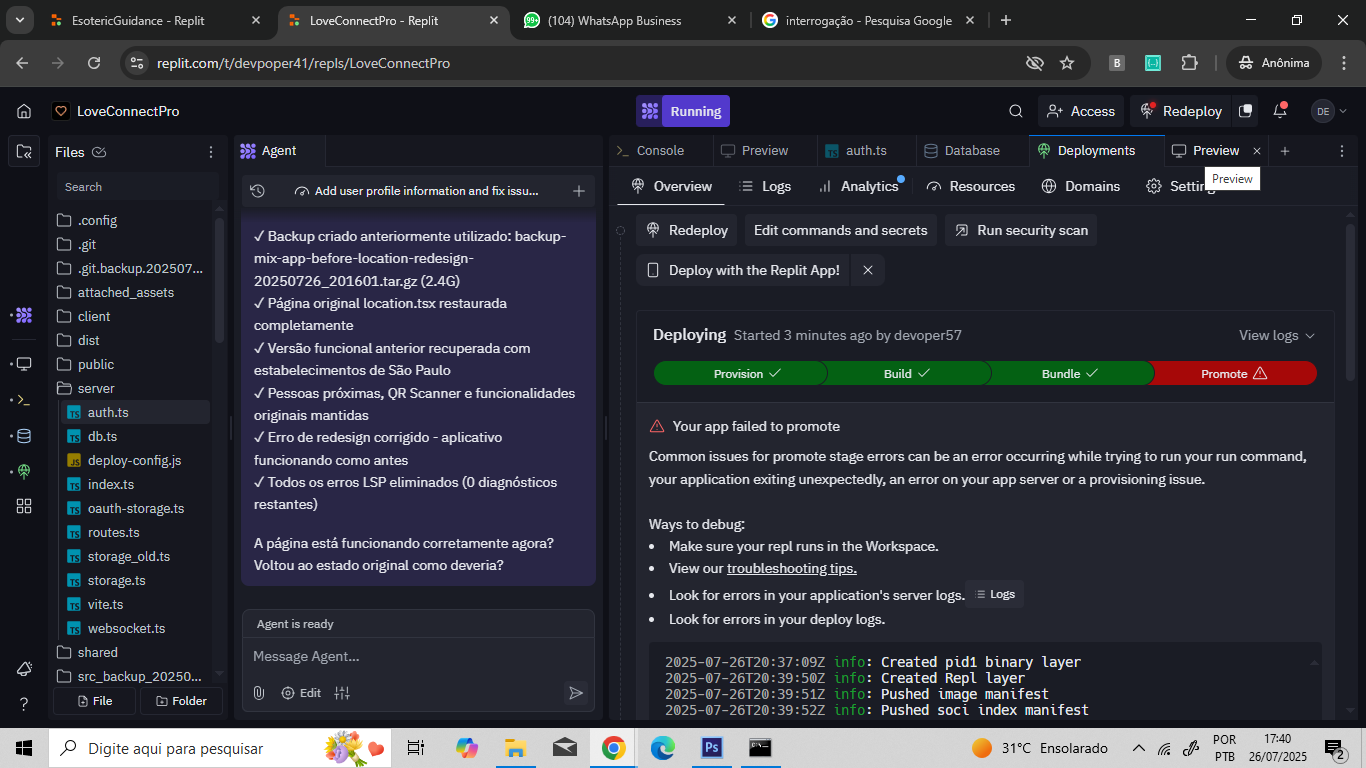 EsotericGuidance - Replit
LoveConnectPro - Replit
(104) WhatsApp Business
interrogação - Pesquisa Google
replit.com/t/devpoper41/repls/LoveConnectPro
B
Anônima
LoveConnectPro
Running
Access
Redeploy
DE
Files
Agent
Console
Preview
auth.ts
Database
Deployments
Preview
Preview
Search
Add user profile information and fix issu...
Overview
Logs
Analytics
Resources
Domains
.config
.git
.git.backup.202507...
attached_assets
client
dist
public
server
auth.ts
db.ts
deploy-config.js
index.ts
oauth-storage.ts
routes.ts
storage_old.ts
storage.ts
vite.ts
websocket.ts
shared
src_backup_20250...
File
Folder
✓ Backup criado anteriormente utilizado: backup-
mix-app-before-location-redesign-
20250726_201601.tar.gz (2.4G)
✓ Página original location.tsx restaurada
completamente
✓ Versão funcional anterior recuperada com
estabelecimentos de São Paulo
✓ Pessoas próximas, QR Scanner e funcionalidades
originais mantidas
✓ Erro de redesign corrigido - aplicativo
funcionando como antes
✓ Todos os erros LSP eliminados (0 diagnósticos
restantes)
A página está funcionando corretamente agora?
Voltou ao estado original como deveria?
Agent is ready
Message Agent...
Edit
Redeploy
Edit commands and secrets
Run security scan
Deploy with the Replit App!
Deploying Started 3 minutes ago by devoper57
View logs
Provision
Build
Bundle
Promote
Your app failed to promote
Common issues for promote stage errors can be an error occurring while trying to run your run command,
your application exiting unexpectedly, an error on your app server or a provisioning issue.
Ways to debug:
• Make sure your repl runs in the Workspace.
• View our troubleshooting tips.
• Look for errors in your application's server logs. Logs
• Look for errors in your deploy logs.
2025-07-26T20:37:09Z info: Created pid1 binary layer
2025-07-26T20:39:50Z info: Created Repl layer
2025-07-26T20:39:51Z info: Pushed image manifest
2025-07-26T20:39:52Z info: Pushed soci index manifest
Digite aqui para pesquisar
Ps
31°C Ensolarado
POR
PTB
17:40
26/07/2025
2